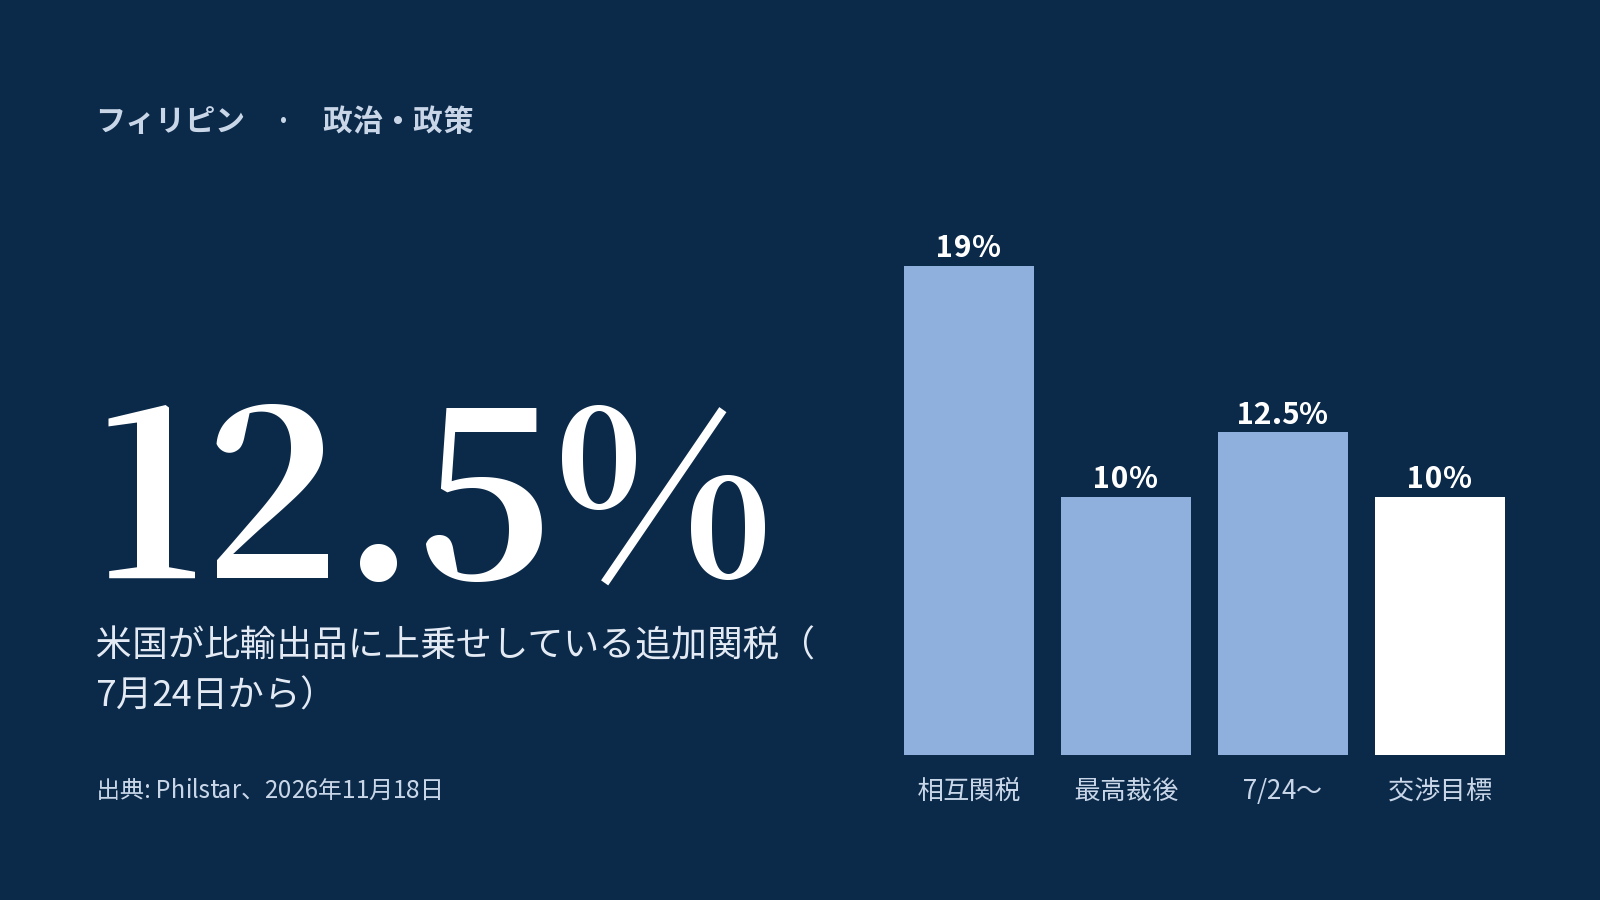 フィリピン ・ 政治・政策
12.5%
米国が比輸出品に上乗せしている追加関税（
7月24日から）
出典: Philstar、2026年11月18日
19%
10%
12.5%
10%
相互関税
最高裁後
7/24～
交渉目標